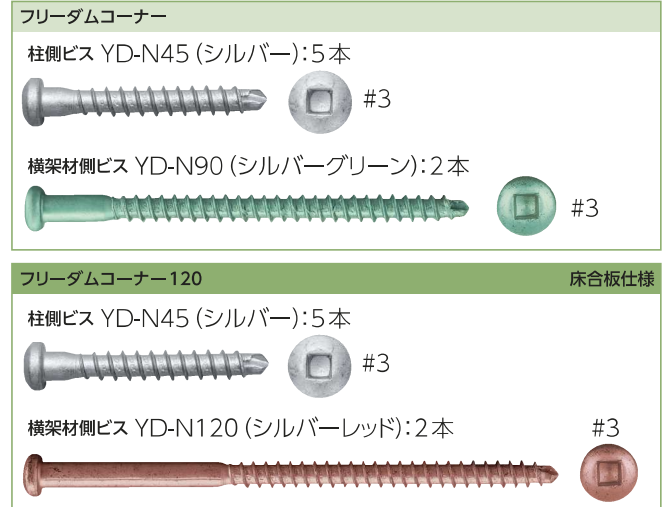 フリーダムコーナー
柱側ビス YD-N45（シルバー）：5本
#3
横架材側ビス YD-N90（シルバーグリーン）：2本
#3
フリーダムコーナー120 床合板仕様
柱側ビス YD-N45（シルバー）：5本
#3
横架材側ビス YD-N120（シルバーレッド）：2本
#3